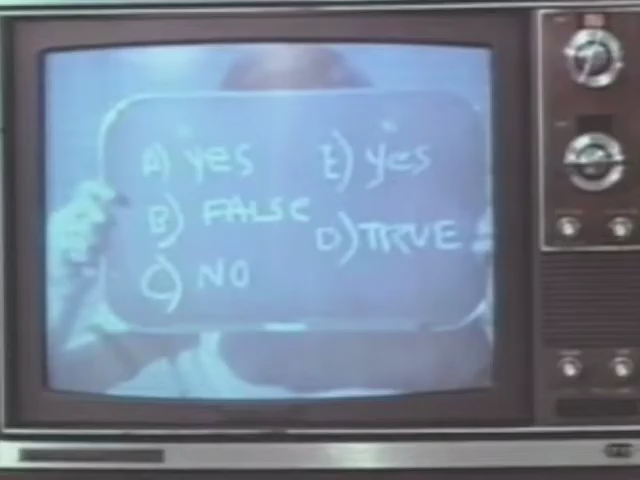 A) yes
B) FALSE
C) NO
E) yes
D) TRUE